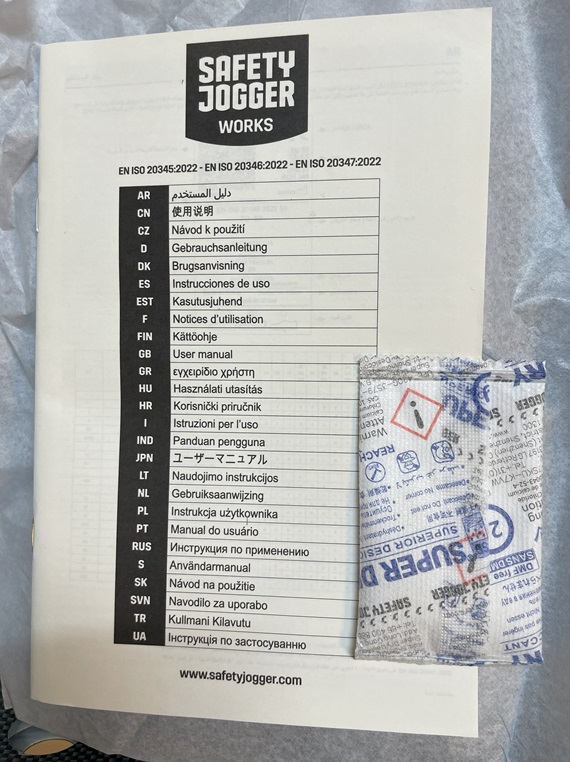 SAFETY
JOGGER
WORKS
EN ISO 20345:2022 - EN ISO 20346:2022 - EN ISO 20347:2022
AR دليل المستخدم
CN 使用说明
CZ Návod k použití
D Gebrauchsanleitung
DK Brugsanvisning
ES Instrucciones de uso
EST Kasutusjuhend
F Notices d'utilisation
FIN Kättöohje
GB User manual
GR εγχειρίδιο χρήστη
HU Használati utasítás
HR Korisnički priručnik
I Istruzioni per l'uso
IND Panduan pengguna
JPN ユーザーマニュアル
LT Naudojimo instrukcijos
NL Gebruiksaanwijzing
PL Instrukcja użytkownika
PT Manual do usuário
RUS Инструкция по применению
S Användarmanual
SK Návod na použitie
SVN Navodilo za uporabo
TR Kullmani Kilavutu
UA Інструкція по застосуванню
www.safetyjogger.com
REACH
SUPERIOR DESIC
SUPER D
SAFETY JO
DMF free
SANSDM